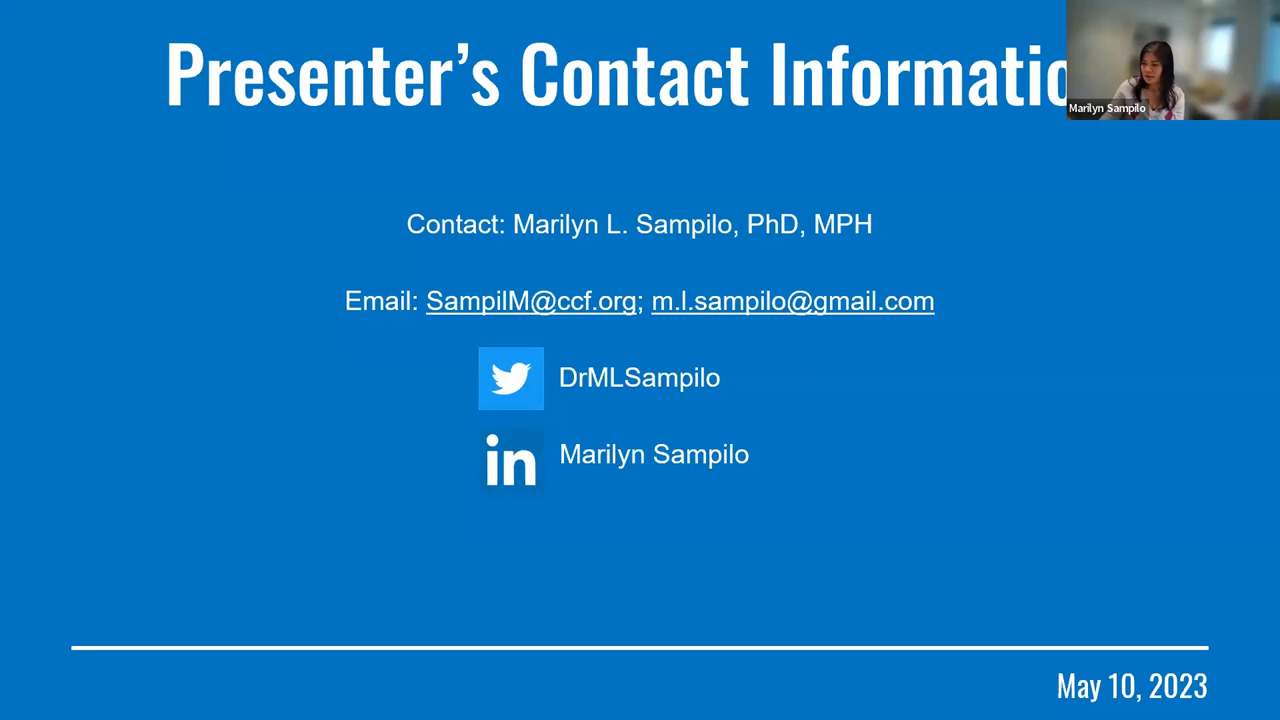 Presenter’s Contact Informatio
Marilyn Sampilo
Contact: Marilyn L. Sampilo, PhD, MPH
Email: SampilM@ccf.org; m.l.sampilo@gmail.com
DrMLSampilo
in Marilyn Sampilo
May 10, 2023